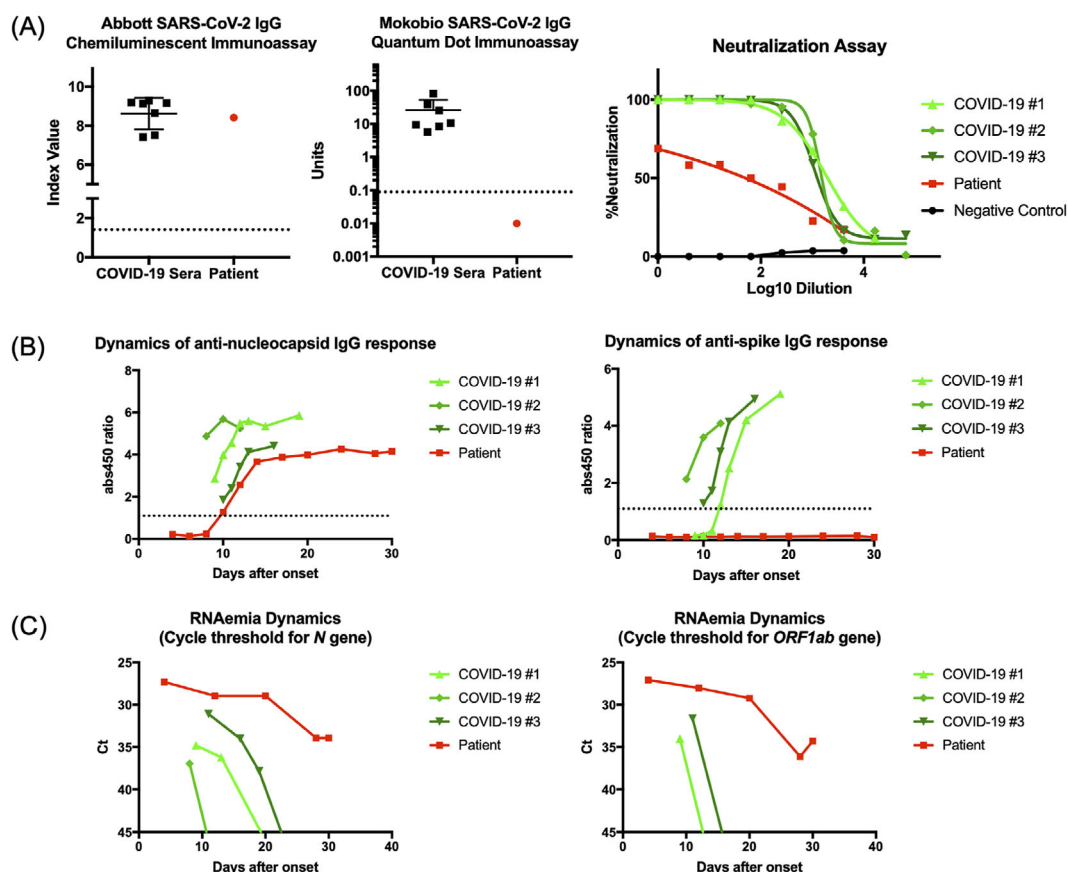 (A)
Abbott SARS-CoV-2 IgG
Chemiluminescent Immunoassay
Index Value
10
8
6
4
2
0
COVID-19 Sera Patient
Mokobio SARS-CoV-2 IgG
Quantum Dot Immunoassay
Units
100
10
1
0.1
0.01
0.001
COVID-19 Sera Patient
Neutralization Assay
%Neutralization
100
50
0
0 2 4
Log10 Dilution
COVID-19 #1
COVID-19 #2
COVID-19 #3
Patient
Negative Control
(B)
Dynamics of anti-nucleocapsid IgG response
abs450 ratio
8
6
4
2
0
0 10 20 30
Days after onset
COVID-19 #1
COVID-19 #2
COVID-19 #3
Patient
Dynamics of anti-spike IgG response
abs450 ratio
6
4
2
0
0 10 20 30
Days after onset
COVID-19 #1
COVID-19 #2
COVID-19 #3
Patient
(C)
RNAemia Dynamics
(Cycle threshold for N gene)
Ct
25
30
35
40
45
0 10 20 30 40
Days after onset
COVID-19 #1
COVID-19 #2
COVID-19 #3
Patient
RNAemia Dynamics
(Cycle threshold for ORF1ab gene)
Ct
25
30
35
40
45
0 10 20 30 40
Days after onset
COVID-19 #1
COVID-19 #2
COVID-19 #3
Patient